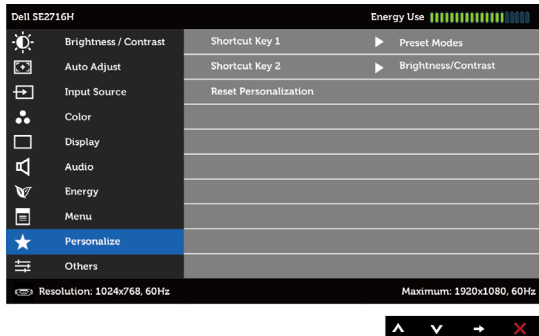 Dell SE2716H Energy Use
Brightness / Contrast Shortcut Key 1 Preset Modes
Auto Adjust Shortcut Key 2 Brightness/Contrast
Input Source Reset Personalization
Color
Display
Audio
Energy
Menu
Personalize
Others
Resolution: 1024x768, 60Hz Maximum: 1920x1080, 60Hz